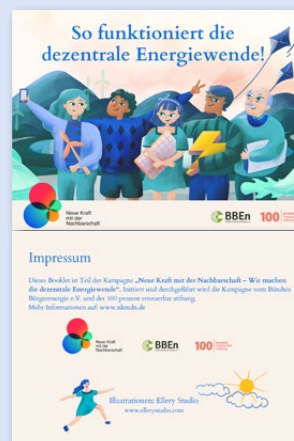 So funktioniert die
dezentrale Energiewende!
Neue Kraft
mit der
Nachbarschaft
BBEn
100
Impressum
Dieses Booklet ist Teil der Kampagne „Neue Kraft mit der Nachbarschaft – Wir machen
die dezentrale Energiewende“. Initiiert und durchgeführt wird die Kampagne vom Bündnis
Bürgerenergie e.V. und der 100 prozent erneuerbar stiftung.
Mehr Informationen auf: www.nkmdn.de
Neue Kraft
mit der
Nachbarschaft
BBEn
100
Illustrationen: Ellery Studio
www.ellerystudio.com